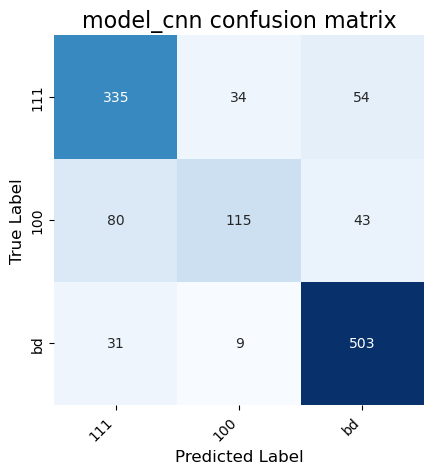 model_cnn confusion matrix
True Label
111
335
34
54
100
80
115
43
bd
31
9
503
111
100
bd
Predicted Label